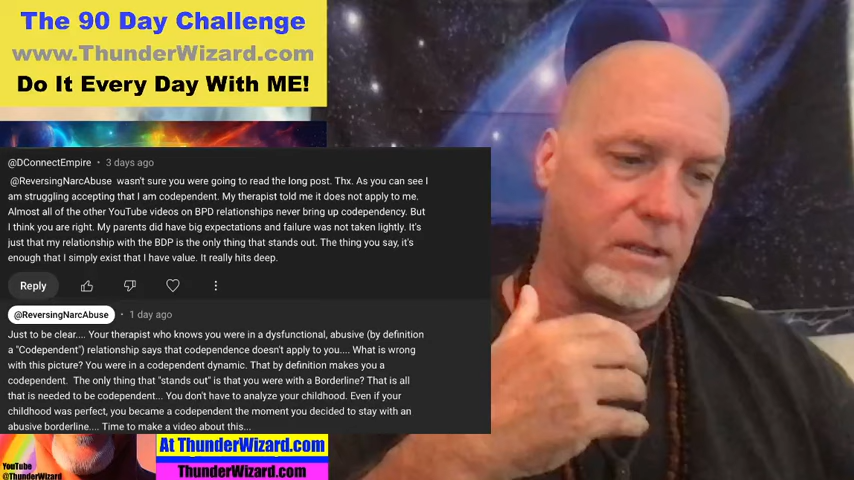 The 90 Day Challenge
www.ThunderWizard.com
Do It Every Day With ME!
@DConnectEmpire • 3 days ago
@ReversingNarcAbuse wasn't sure you were going to read the long post. Thx. As you can see I
am struggling accepting that I am codependent. My therapist told me it does not apply to me.
Almost all of the other YouTube videos on BPD relationships never bring up codependency. But
I think you are right. My parents did have big expectations and failure was not taken lightly. It's
just that my relationship with the BDP is the only thing that stands out. The thing you say, it's
enough that I simply exist that I have value. It really hits deep.
Reply
@ReversingNarcAbuse • 1 day ago
Just to be clear.... Your therapist who knows you were in a dysfunctional, abusive (by definition
a "Codependent") relationship says that codependence doesn't apply to you.... What is wrong
with this picture? You were in a codependent dynamic. That by definition makes you a
codependent. The only thing that "stands out" is that you were with a Borderline? That is all
that is needed to be codependent... You don't have to analyze your childhood. Even if your
childhood was perfect, you became a codependent the moment you decided to stay with an
abusive borderline.... Time to make a video about this...
At ThunderWizard.com
YouTube
@ThunderWizard
ThunderWizard.com